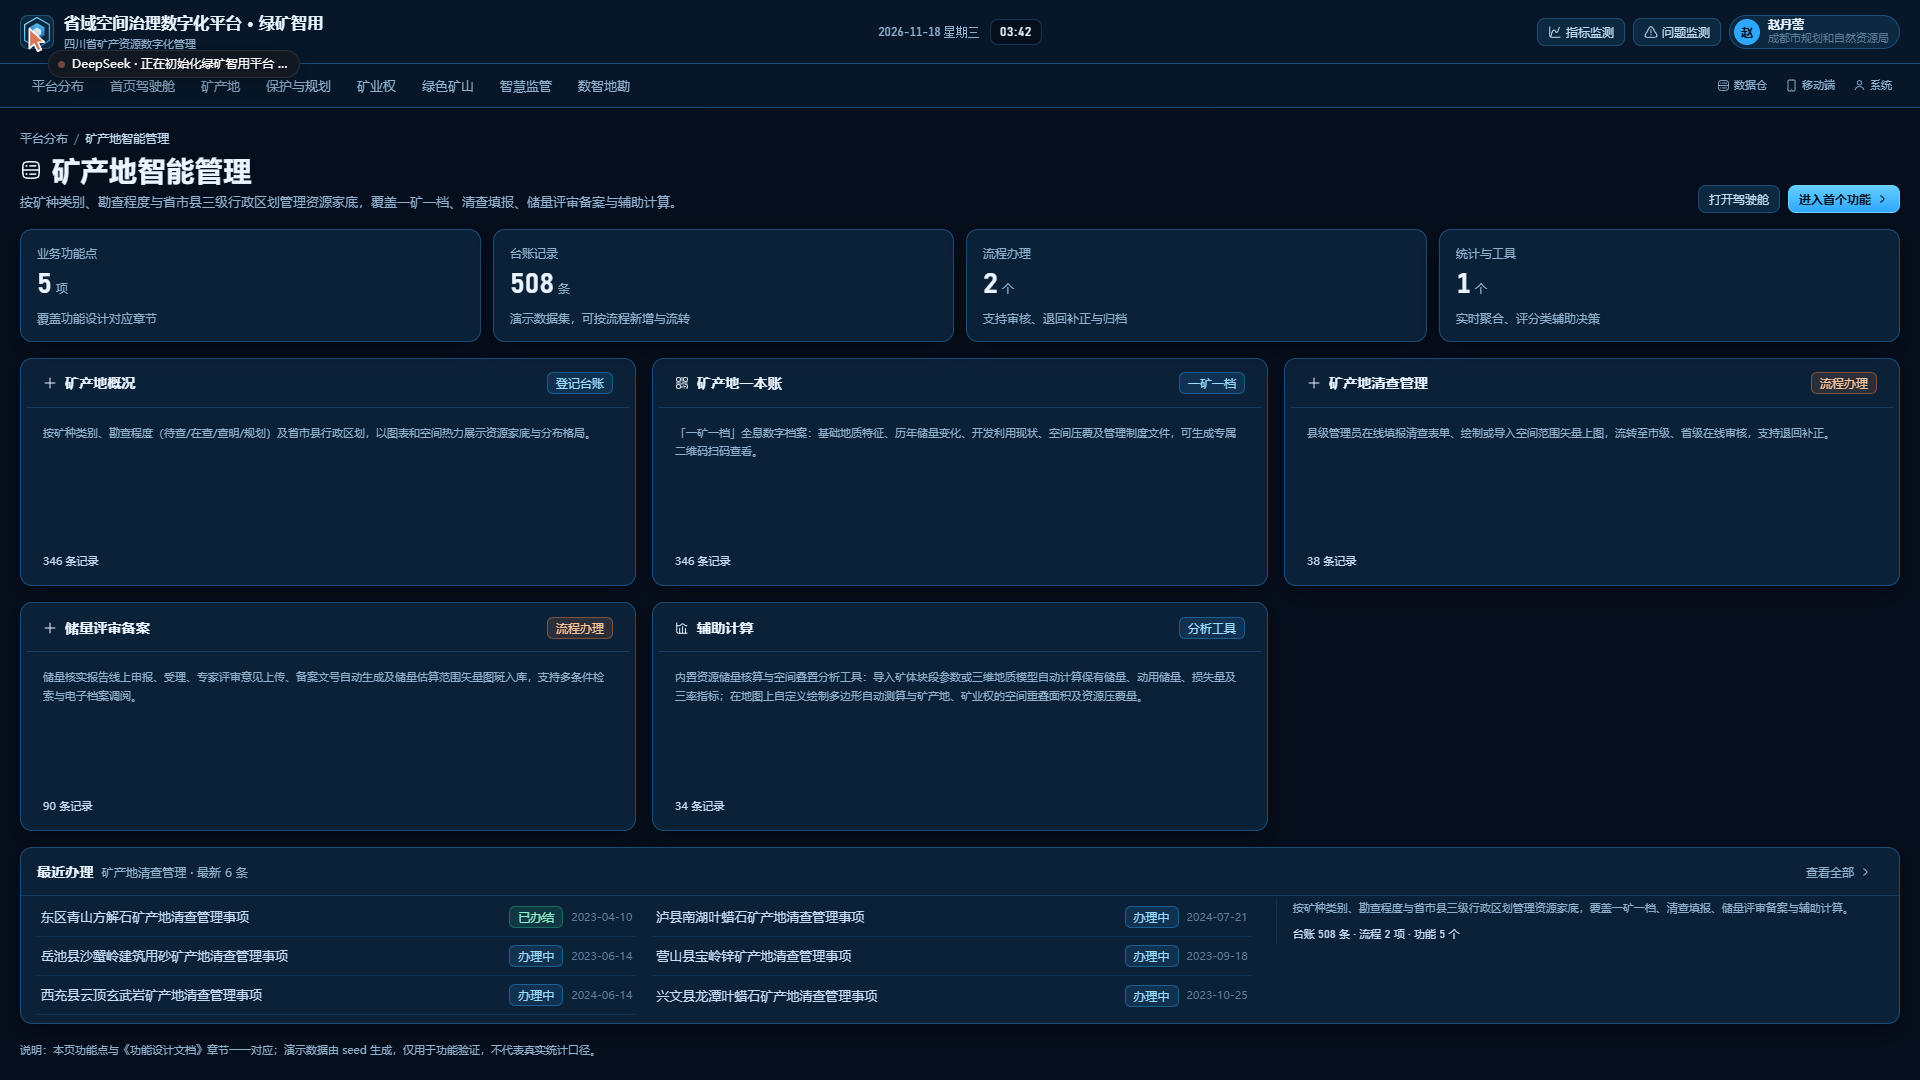 省域空间治理数字化平台 • 绿矿智用
四川省矿产资源数字化管理
DeepSeek · 正在初始化绿矿智用平台 ...
2026-11-18 星期三
03:42
指标监测
问题监测
赵
赵丹蕾
成都市规划和自然资源局
平台分布
首页驾驶舱
矿产地
保护与规划
矿业权
绿色矿山
智慧监管
数智地勘
数据仓
移动端
系统
平台分布 / 矿产地智能管理
矿产地智能管理
按矿种类别、勘查程度与省市县三级行政区划管理资源家底，覆盖一矿一档、清查填报、储量评审备案与辅助计算。
打开驾驶舱
进入首个功能
业务功能点
5 项
覆盖功能设计对应章节
台账记录
508 条
演示数据集，可按流程新增与流转
流程办理
2 个
支持审核、退回补正与归档
统计与工具
1 个
实时聚合、评分类辅助决策
矿产地概况
登记台账
按矿种类别、勘查程度（待查/在查/查明/规划）及省市县行政区划，以图表和空间热力展示资源家底与分布格局。
346 条记录
矿产地一本账
一矿一档
「一矿一档」全息数字档案：基础地质特征、历年储量变化、开发利用现状、空间压覆及管理制度文件，可生成专属
二维码扫码查看。
346 条记录
矿产地清查管理
流程办理
县级管理员在线填报清查表单、绘制或导入空间范围矢量上图，流转至市级、省级在线审核，支持退回补正。
38 条记录
储量评审备案
流程办理
储量核实报告线上申报、受理、专家评审意见上传、备案文号自动生成及储量估算范围矢量图斑入库，支持多条件检
索与电子档案调阅。
90 条记录
辅助计算
分析工具
内置资源储量核算与空间叠置分析工具：导入矿体块段参数或三维地质模型自动计算保有储量、动用储量、损失量及
三率指标；在地图上自定义绘制多边形自动测算与矿产地、矿业权的空间重叠面积及资源压覆量。
34 条记录
最近办理 矿产地清查管理 · 最新 6 条
查看全部
东区青山方解石矿产地清查管理事项 已办结 2023-04-10
泸县南湖叶蜡石矿产地清查管理事项 办理中 2024-07-21
岳池县沙蟹岭建筑用砂矿产地清查管理事项 办理中 2023-06-14
营山县宝岭锌矿产地清查管理事项 办理中 2023-09-18
西充县云顶玄武岩矿产地清查管理事项 办理中 2024-06-14
兴文县龙潭叶蜡石矿产地清查管理事项 办理中 2023-10-25
按矿种类别、勘查程度与省市县三级行政区划管理资源家底，覆盖一矿一档、清查填报、储量评审备案与辅助计算。
台账 508 条 · 流程 2 项 · 功能 5 个
说明：本页功能点与《功能设计文档》章节一一对应；演示数据由 seed 生成，仅用于功能验证，不代表真实统计口径。